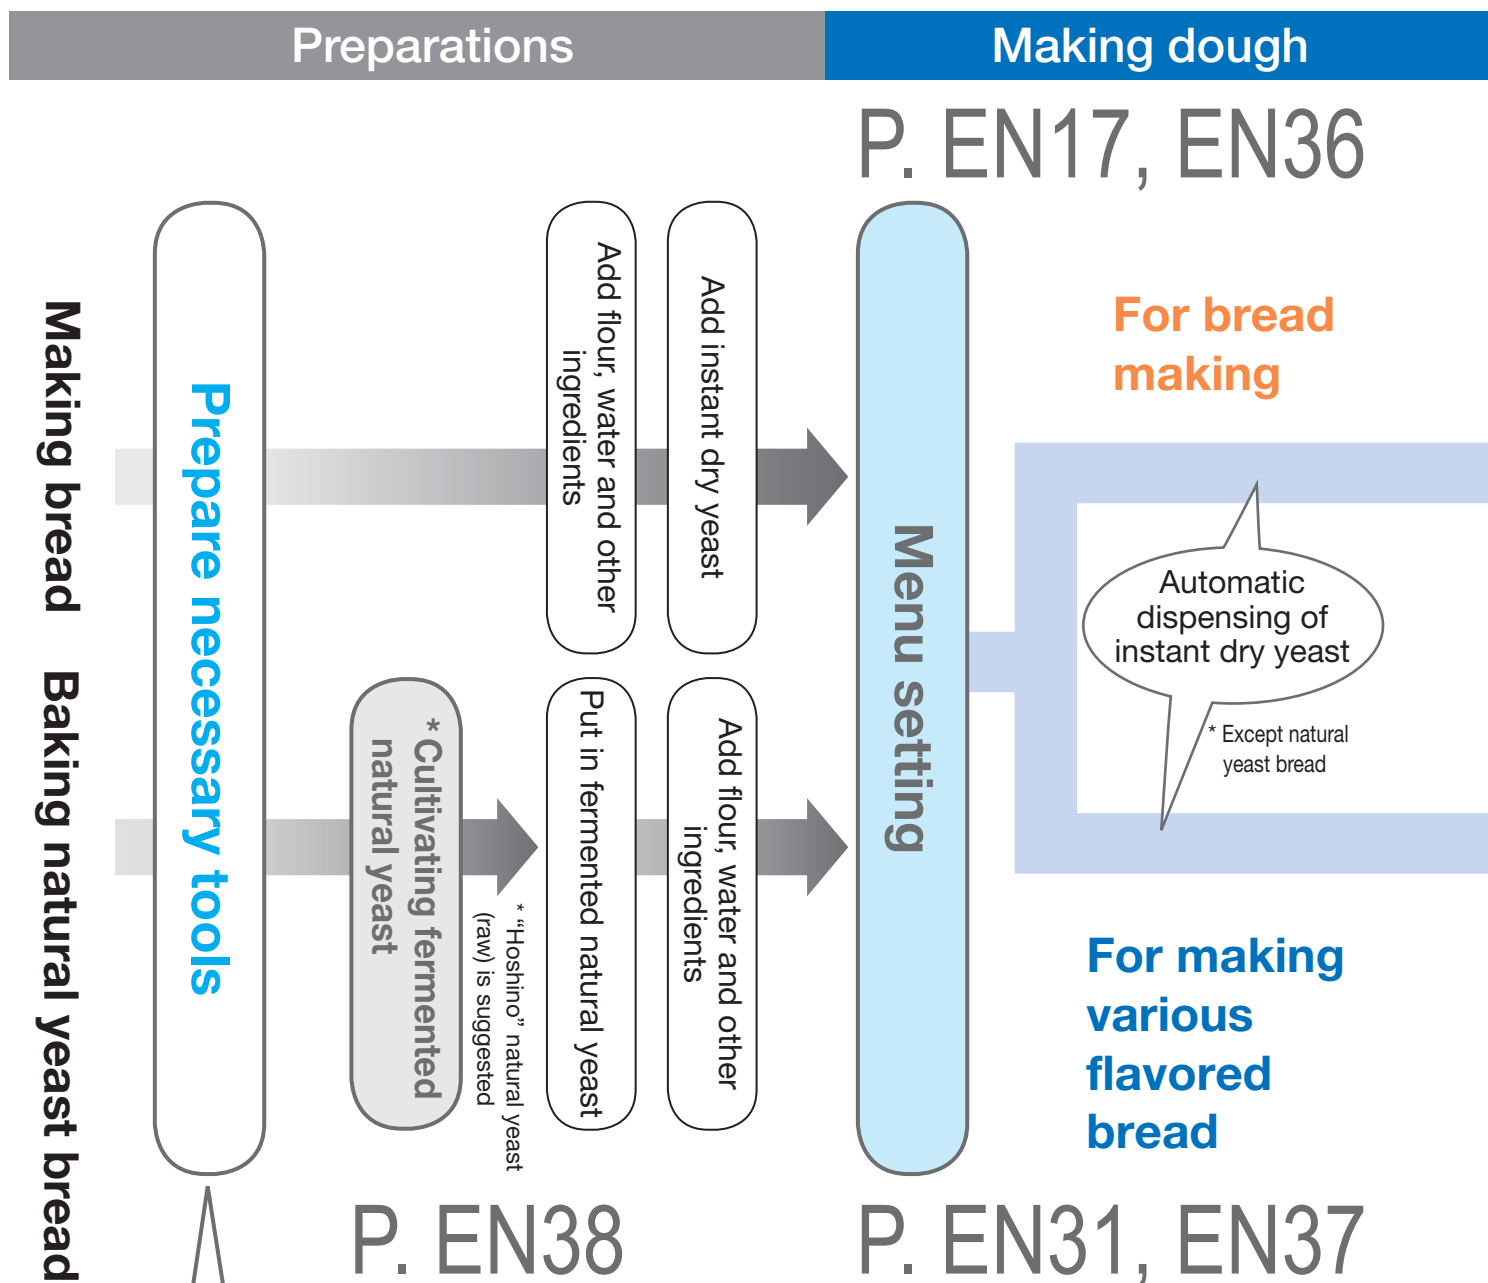 Preparations
Making dough
P. EN17, EN36
Making bread
Baking natural yeast bread
Prepare necessary tools
Add flour, water and other
ingredients
Add instant dry yeast
*Cultivating fermented
natural yeast
* “Hoshino” natural yeast
(raw) is suggested
Put in fermented natural yeast
Add flour, water and other
ingredients
Menu setting
For bread
making
Automatic
dispensing of
instant dry yeast
* Except natural
yeast bread
For making
various
flavored
bread
P. EN38
P. EN31, EN37